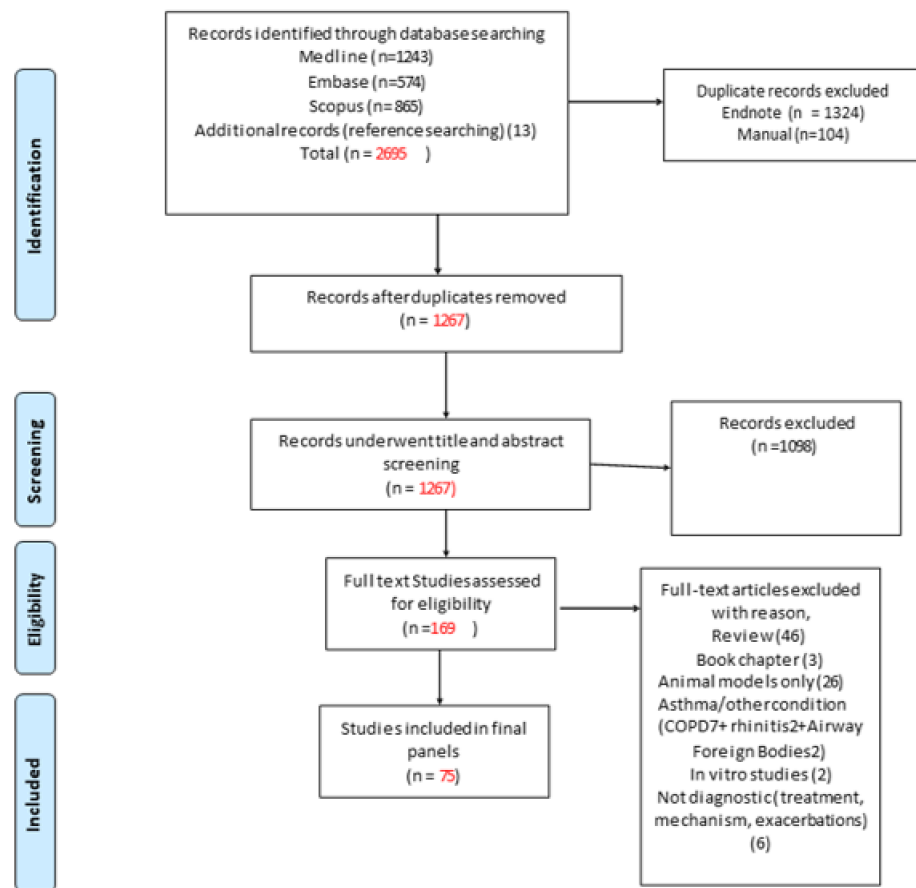 Records identified through database searching
Medline (n=1243)
Embase (n=574)
Scopus (n=865)
Additional records (reference searching) (13)
Total (n = 2695 )
Duplicate records excluded
Endnote (n = 1324)
Manual (n=104)
Identification
Records after duplicates removed
(n = 1267)
Screening
Records underwent title and abstract
screening
(n = 1267)
Records excluded
(n =1098)
Eligibility
Full text Studies assessed
for eligibility
(n =169 )
Full-text articles excluded
with reason,
Review (46)
Book chapter (3)
Animal models only (26)
Asthma/other condition
(COPD7+ rhinitis2+Airway
Foreign Bodies2)
In vitro studies (2)
Not diagnostic( treatment,
mechanism, exacerbations)
(6)
Included
Studies included in final
panels
(n = 75)